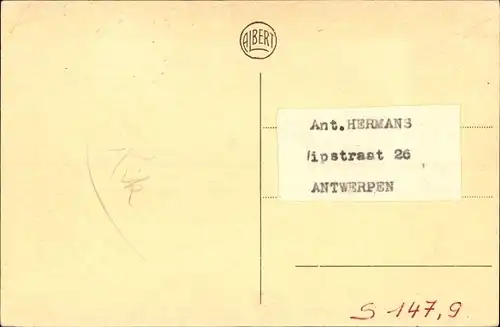 ALBERT
Ant.HERMANS
ipstraat 26
ANTWERPEN
S 147,9